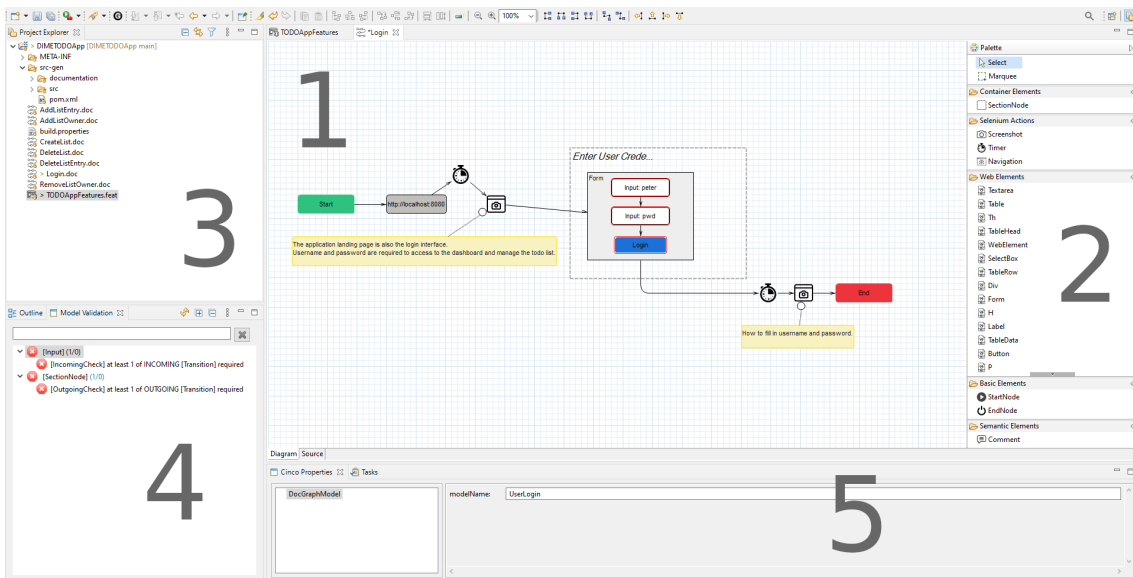 100%
Project Explorer
DIMETODOApp [DIMETODOApp main]
META-INF
src-gen
documentation
src
pom.xml
AddListEntry.doc
AddListOwner.doc
build.properties
CreateList.doc
DeleteList.doc
DeleteListEntry.doc
> Login.doc
RemoveListOwner.doc
> TODOAppFeatures.feat
3
TODOAppFeatures
*Login
1
Start
http://localhost:8080
Enter User Crede...
Form
Input: peter
Input: pwd
Login
The application landing page is also the login interface.
Username and password are required to access to the dashboard and manage the todo list.
End
How to fill in username and password.
Diagram
Source
Palette
Select
Marquee
Container Elements
SectionNode
Selenium Actions
Screenshot
Timer
Navigation
Web Elements
Textarea
Table
Th
TableHead
WebElement
SelectBox
TableRow
Div
Form
H
Label
TableData
Button
P
Basic Elements
StartNode
EndNode
Semantic Elements
Comment
2
Outline
Model Validation
[Input] (1/0)
[IncomingCheck] at least 1 of INCOMING [Transition] required
[SectionNode] (1/0)
[OutgoingCheck] at least 1 of OUTGOING [Transition] required
4
Cinco Properties
Tasks
DocGraphModel
modelName:
UserLogin
5